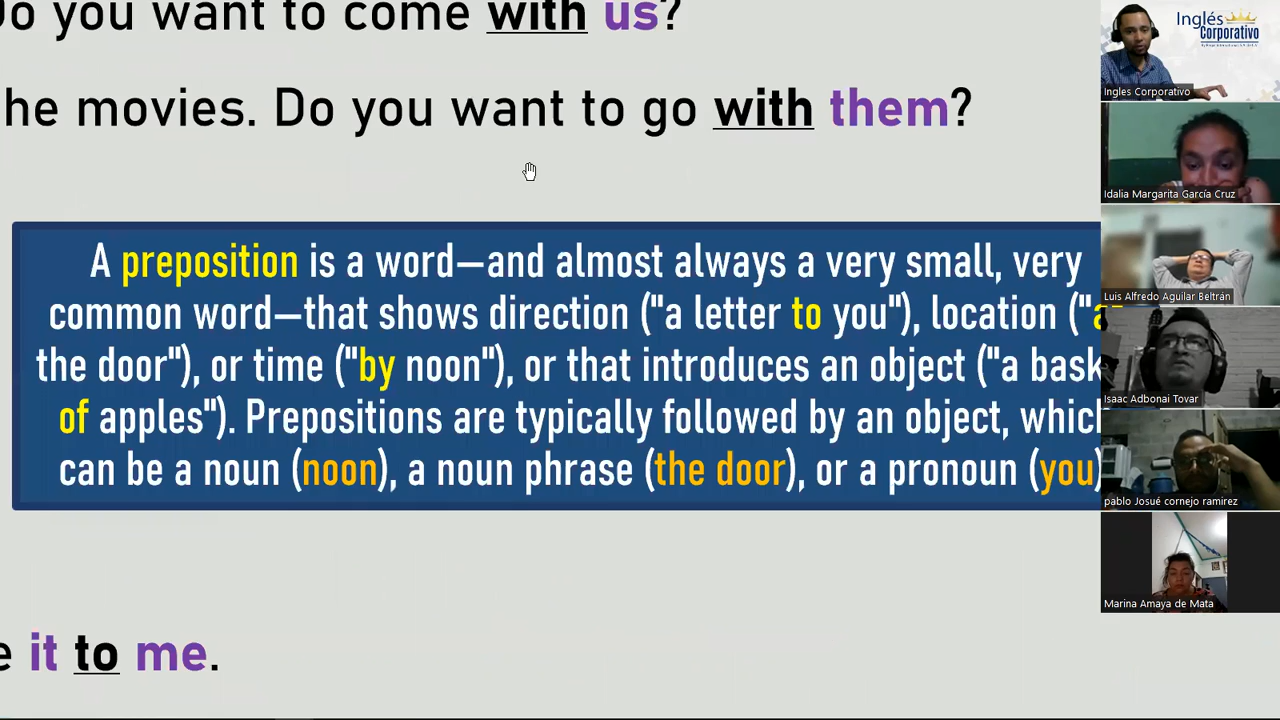 Do you want to come with us?
he movies. Do you want to go with them?
A preposition is a word—and almost always a very small, very
common word—that shows direction ("a letter to you"), location ("a
the door"), or time ("by noon"), or that introduces an object ("a bask
of apples"). Prepositions are typically followed by an object, which
can be a noun (noon), a noun phrase (the door), or a pronoun (you)
e it to me.
Inglés
Corporativo
Ingles Corporativo
Idalia Margarita García Cruz
Luis Alfredo Aguilar Beltrán
Isaac Adbonai Tovar
pablo Josué cornejo ramirez
Marina Amaya de Mata